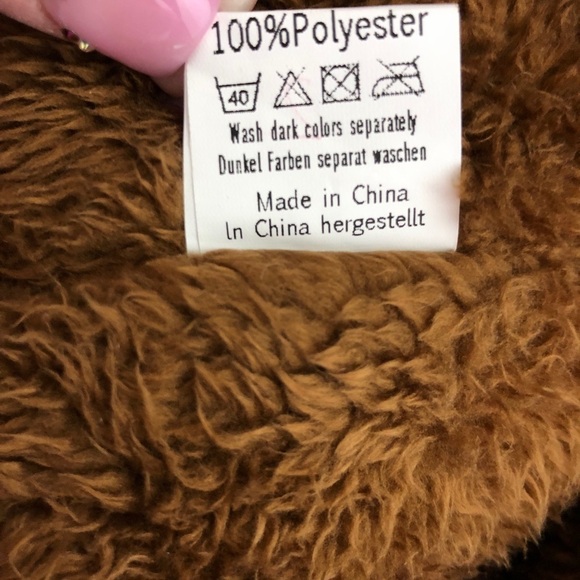 100%Polyester
40
Wash dark colors separately
Dunkel Farben separat waschen
Made in China
In China hergestellt